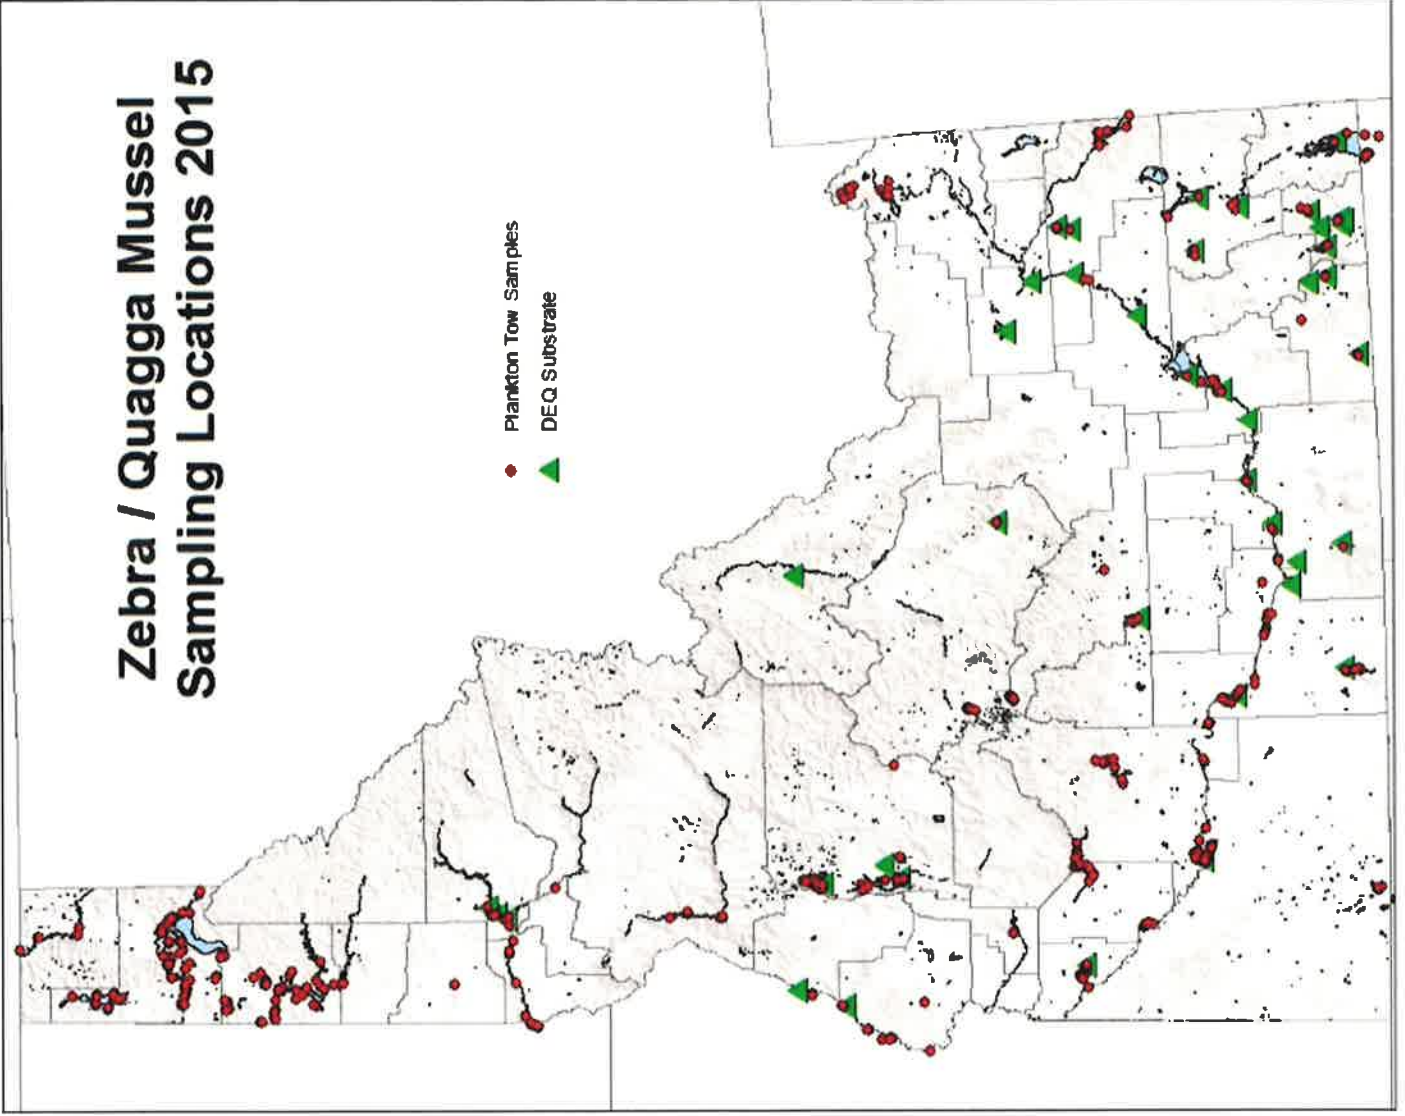 Zebra / Quagga Mussel
Sampling Locations 2015
Plankton Tow Samples
DEQ Substrate